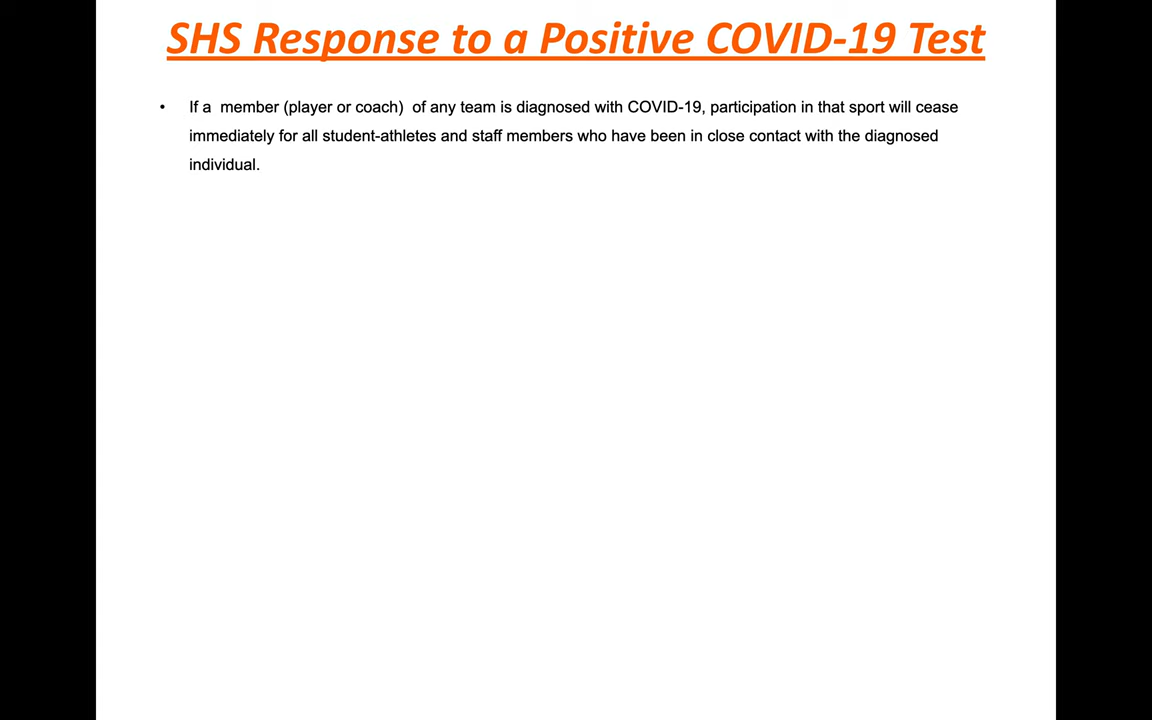 SHS Response to a Positive COVID-19 Test
• If a  member (player or coach)  of any team is diagnosed with COVID-19, participation in that sport will cease
immediately for all student-athletes and staff members who have been in close contact with the diagnosed
individual.